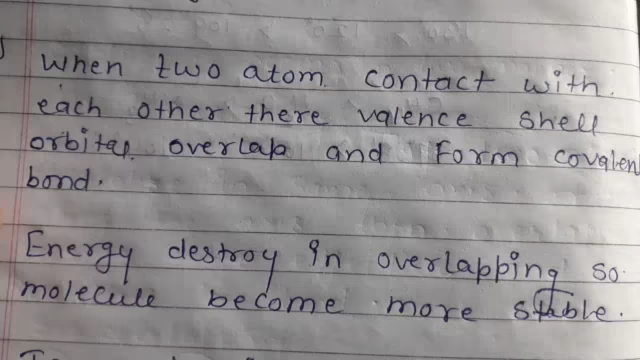 When two atom contact with
each other there valence shell
orbital overlap and form covalen
bond.
Energy destroy in overlapping so
molecule become more stable.